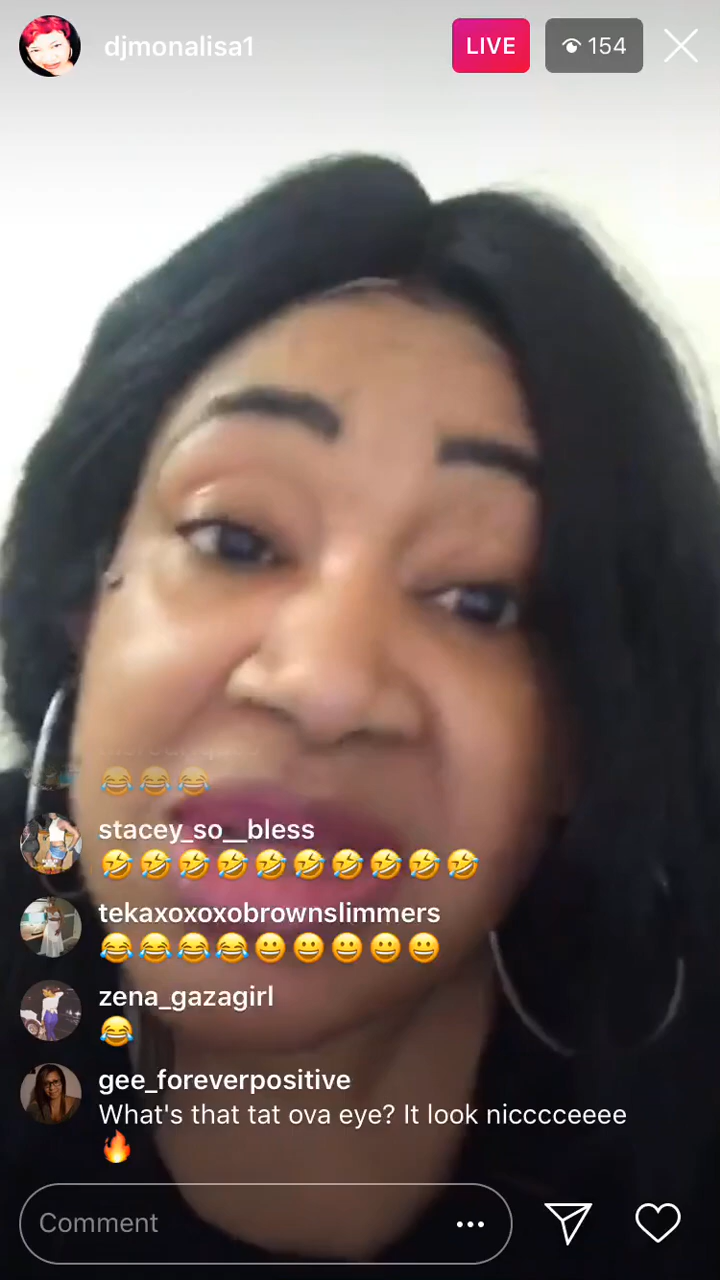 djmonalisa1
LIVE
154
😂😂😂
stacey_so__bless
🤣🤣🤣🤣🤣🤣🤣🤣🤣🤣
tekaxoxoxobrownslimmers
😂😂😂😂😀😀😀😀😀
zena_gazagirl
😂
gee_foreverpositive
What's that tat ova eye? It look nicccceeee
🔥
Comment